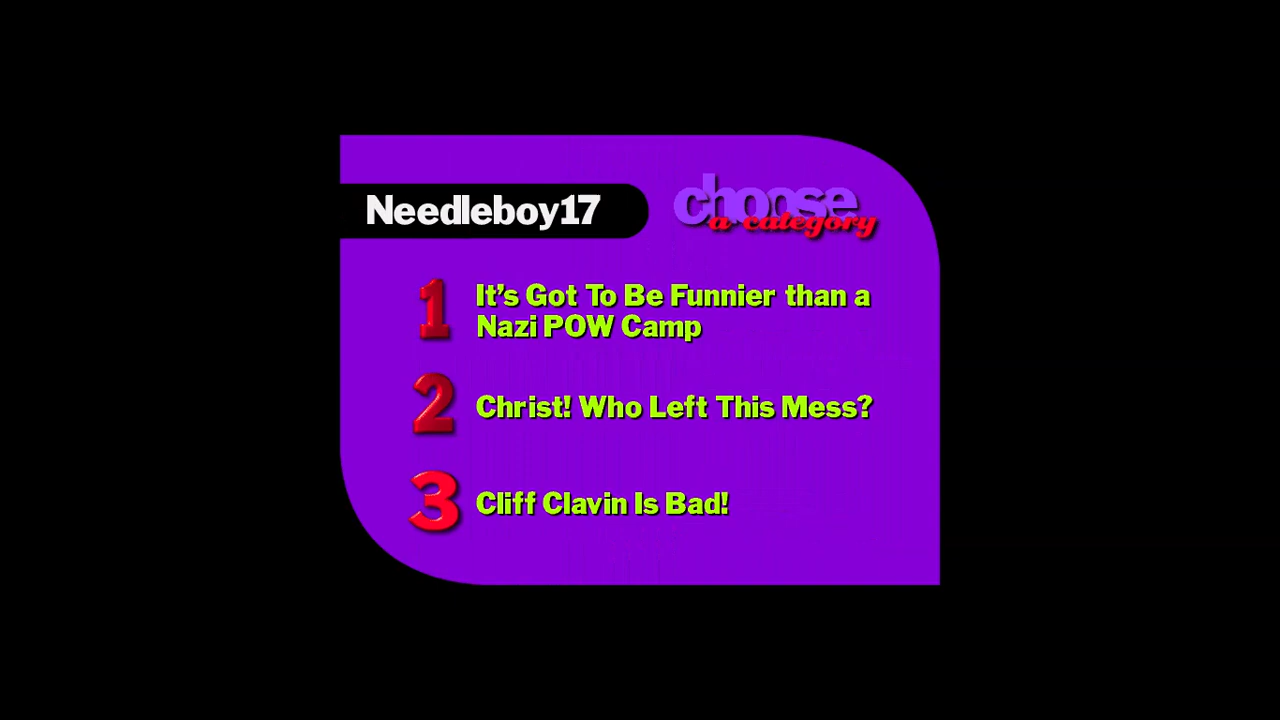 Needleboy17
choose
a category
1
It's Got To Be Funnier than a
Nazi POW Camp
2
Christ! Who Left This Mess?
3
Cliff Clavin Is Bad!